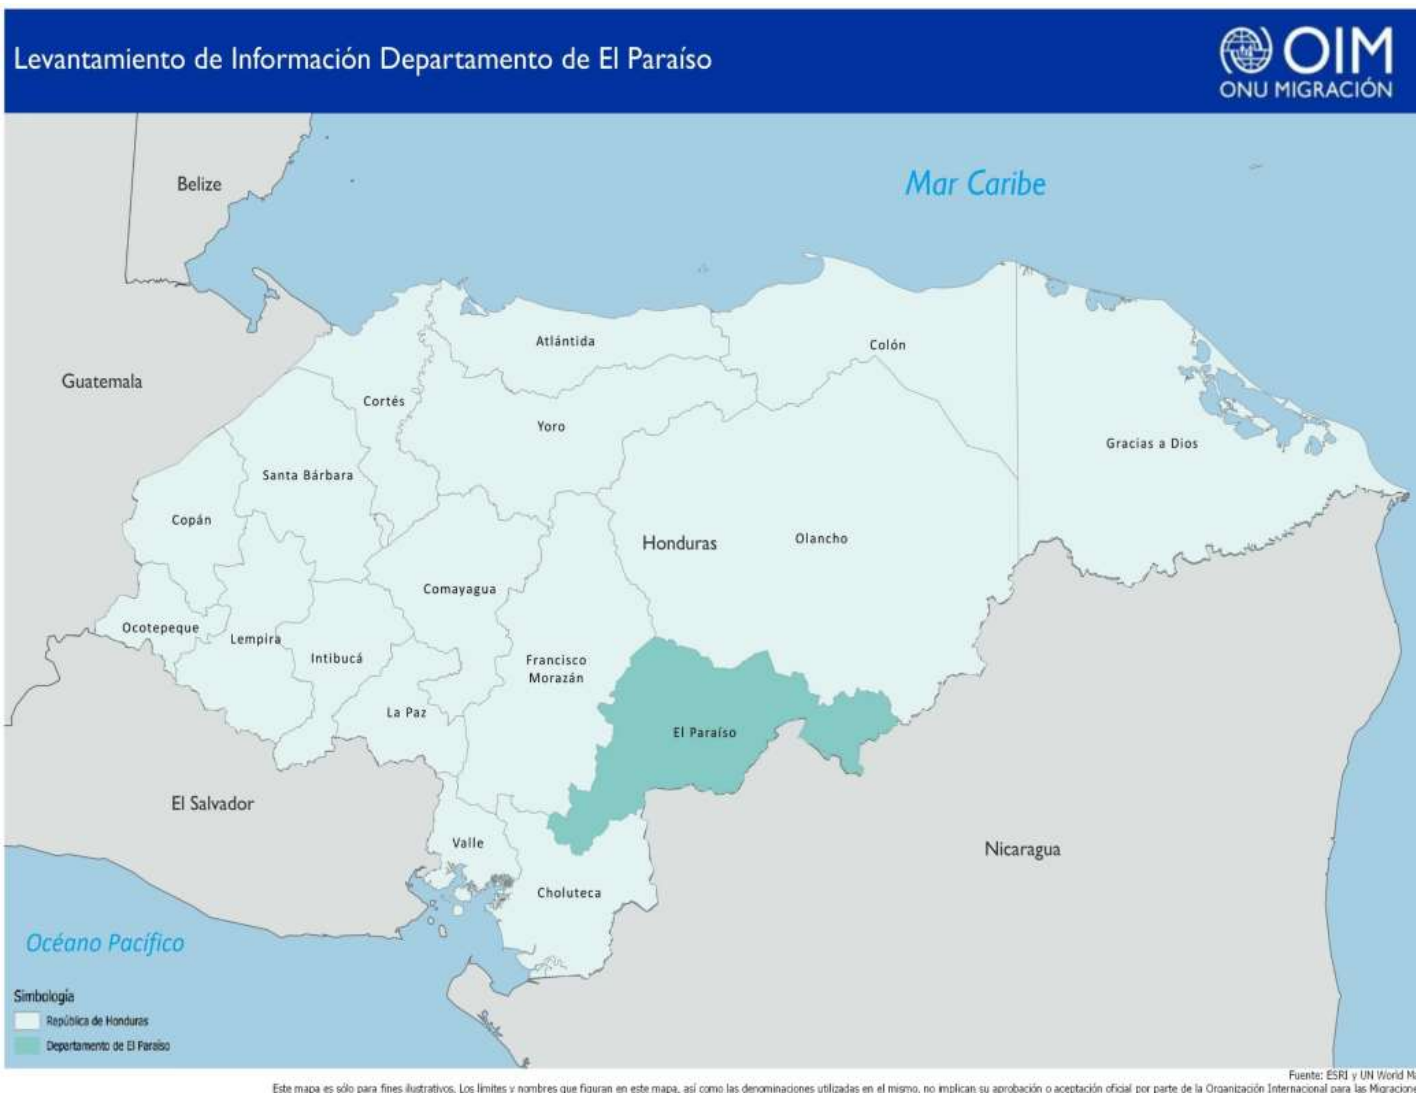 Levantamiento de Información Departamento de El Paraíso
OIM
ONU MIGRACIÓN
Belize
Mar Caribe
Atlántida
Colón
Guatemala
Cortés
Yoro
Gracias a Dios
Santa Bárbara
Copán
Honduras
Olancho
Comayagua
Ocotepeque
Lempira
Intibucá
Francisco
Morazán
La Paz
El Paraíso
El Salvador
Valle
Nicaragua
Choluteca
Océano Pacífico
Simbología
República de Honduras
Departamento de El Paraíso
Fuente: ESRI y UN World Ma
Este mapa es sólo para fines ilustrativos. Los límites y nombres que figuran en este mapa, así como las denominaciones utilizadas en el mismo, no implican su aprobación o aceptación oficial por parte de la Organización Internacional para las Migracione